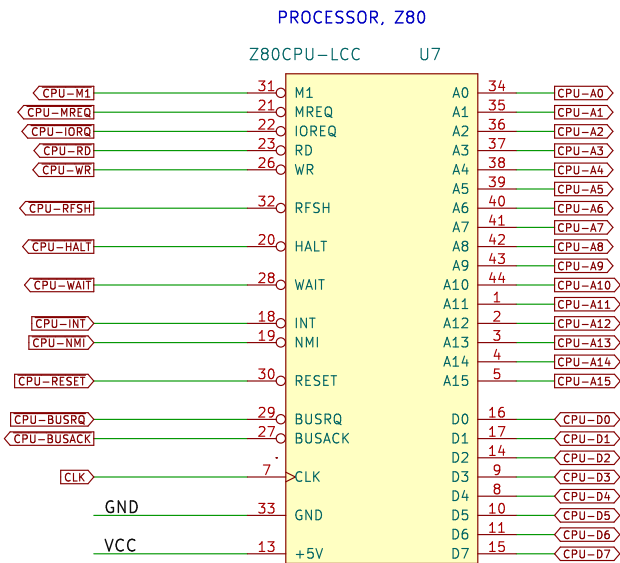 PROCESSOR, Z80
Z80CPU-LCC U7
CPU-M1 31 M1 A0 34 CPU-A0
CPU-MREQ 21 MREQ A1 35 CPU-A1
CPU-IORQ 22 IOREQ A2 36 CPU-A2
CPU-RD 23 RD A3 37 CPU-A3
CPU-WR 26 WR A4 38 CPU-A4
A5 39 CPU-A5
CPU-RFSH 32 RFSH A6 40 CPU-A6
A7 41 CPU-A7
CPU-HALT 20 HALT A8 42 CPU-A8
A9 43 CPU-A9
CPU-WAIT 28 WAIT A10 44 CPU-A10
A11 1 CPU-A11
CPU-INT 18 INT A12 2 CPU-A12
CPU-NMI 19 NMI A13 3 CPU-A13
A14 4 CPU-A14
CPU-RESET 30 RESET A15 5 CPU-A15
CPU-BUSRQ 29 BUSRQ D0 16 CPU-D0
CPU-BUSACK 27 BUSACK D1 17 CPU-D1
D2 14 CPU-D2
CLK 7 CLK D3 9 CPU-D3
D4 8 CPU-D4
GND 33 GND D5 10 CPU-D5
D6 11 CPU-D6
VCC 13 +5V D7 15 CPU-D7